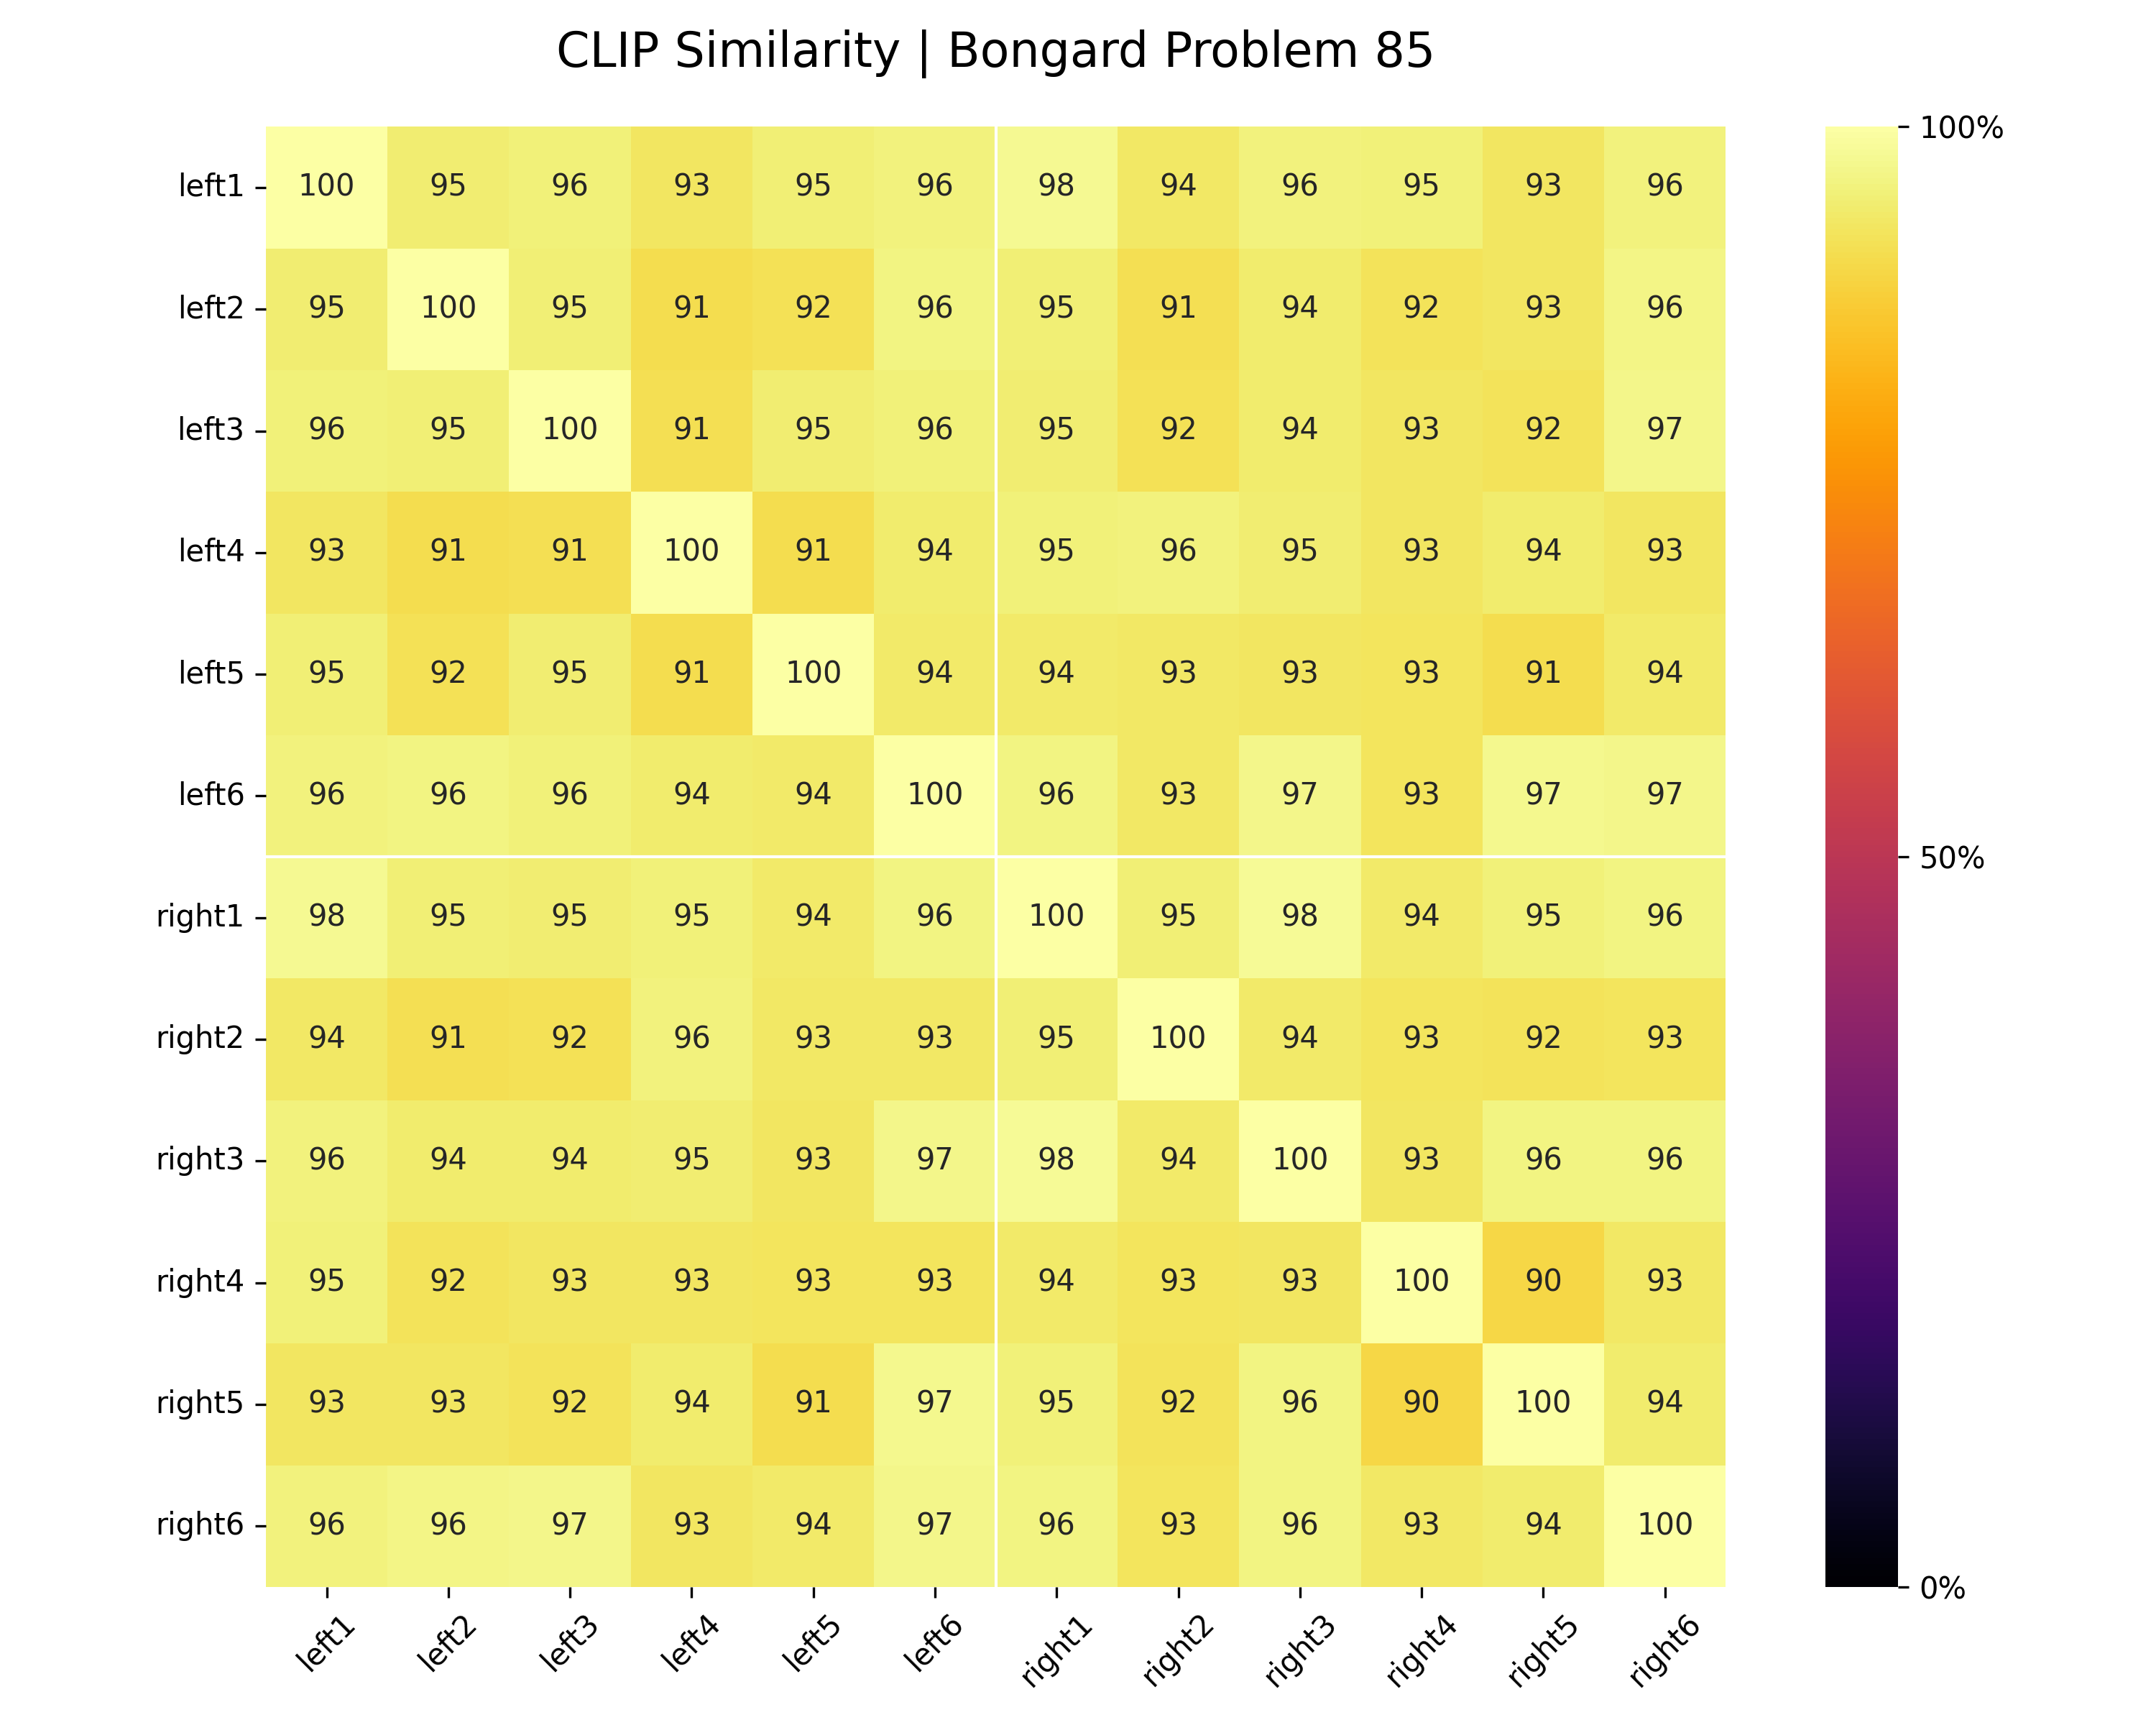 CLIP Similarity | Bongard Problem 85
left1 100 95 96 93 95 96 98 94 96 95 93 96
left2 95 100 95 91 92 96 95 91 94 92 93 96
left3 96 95 100 91 95 96 95 92 94 93 92 97
left4 93 91 91 100 91 94 95 96 95 93 94 93
left5 95 92 95 91 100 94 94 93 93 93 91 94
left6 96 96 96 94 94 100 96 93 97 93 97 97
right1 98 95 95 95 94 96 100 95 98 94 95 96
right2 94 91 92 96 93 93 95 100 94 93 92 93
right3 96 94 94 95 93 97 98 94 100 93 96 96
right4 95 92 93 93 93 93 94 93 93 100 90 93
right5 93 93 92 94 91 97 95 92 96 90 100 94
right6 96 96 97 93 94 97 96 93 96 93 94 100
left1 left2 left3 left4 left5 left6 right1 right2 right3 right4 right5 right6
100%
50%
0%